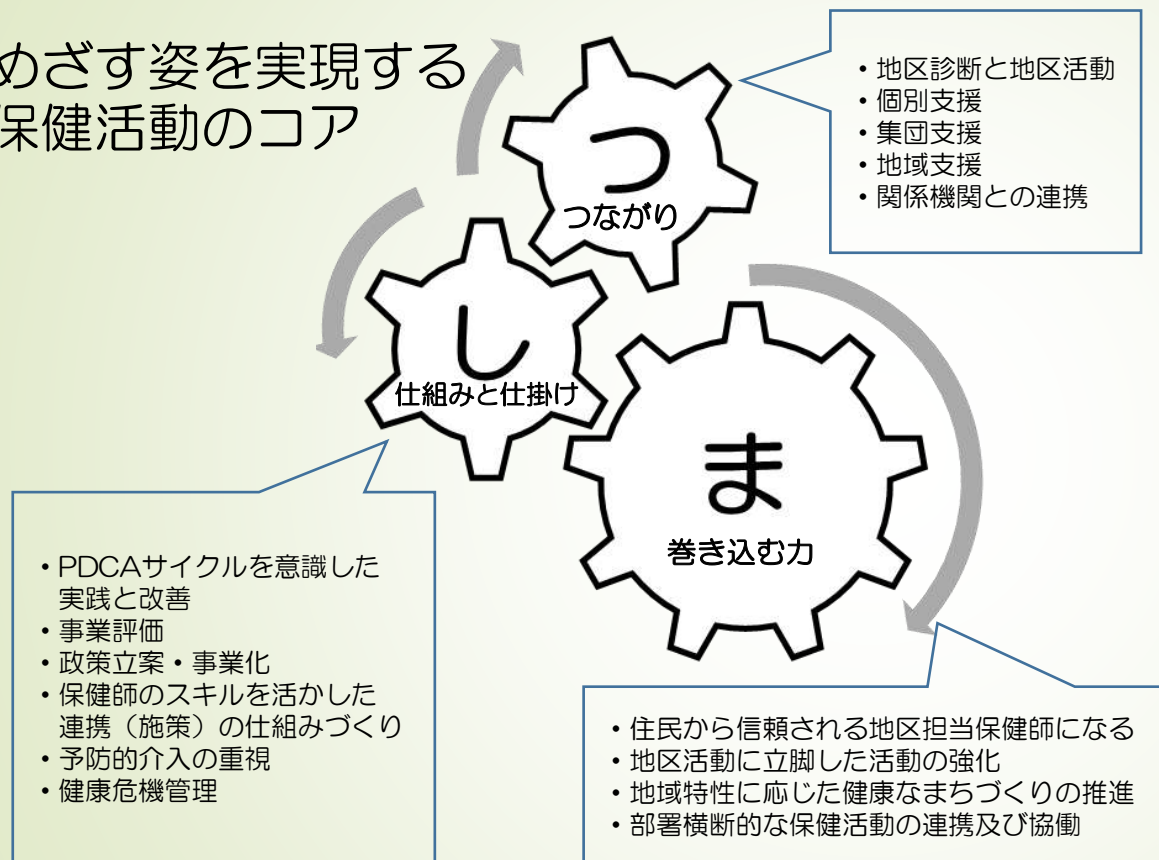 めざす姿を実現する
保健活動のコア
つ
つながり
・地区診断と地区活動
・個別支援
・集団支援
・地域支援
・関係機関との連携
し
仕組みと仕掛け
・PDCAサイクルを意識した
実践と改善
・事業評価
・政策立案・事業化
・保健師のスキルを活かした
連携（施策）の仕組みづくり
・予防的介入の重視
・健康危機管理
ま
巻き込む力
・住民から信頼される地区担当保健師になる
・地区活動に立脚した活動の強化
・地域特性に応じた健康なまちづくりの推進
・部署横断的な保健活動の連携及び協働